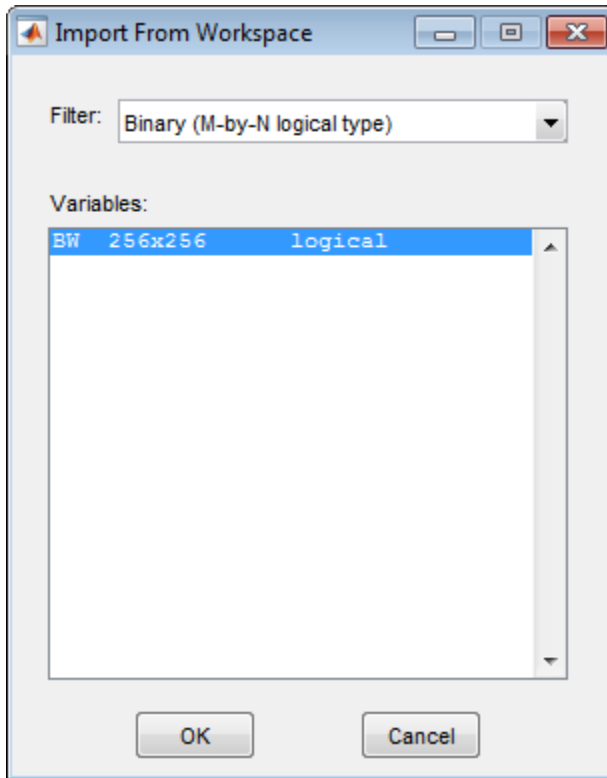 Import From Workspace
Filter: Binary (M-by-N logical type)
Variables:
BW 256x256 logical
OK Cancel